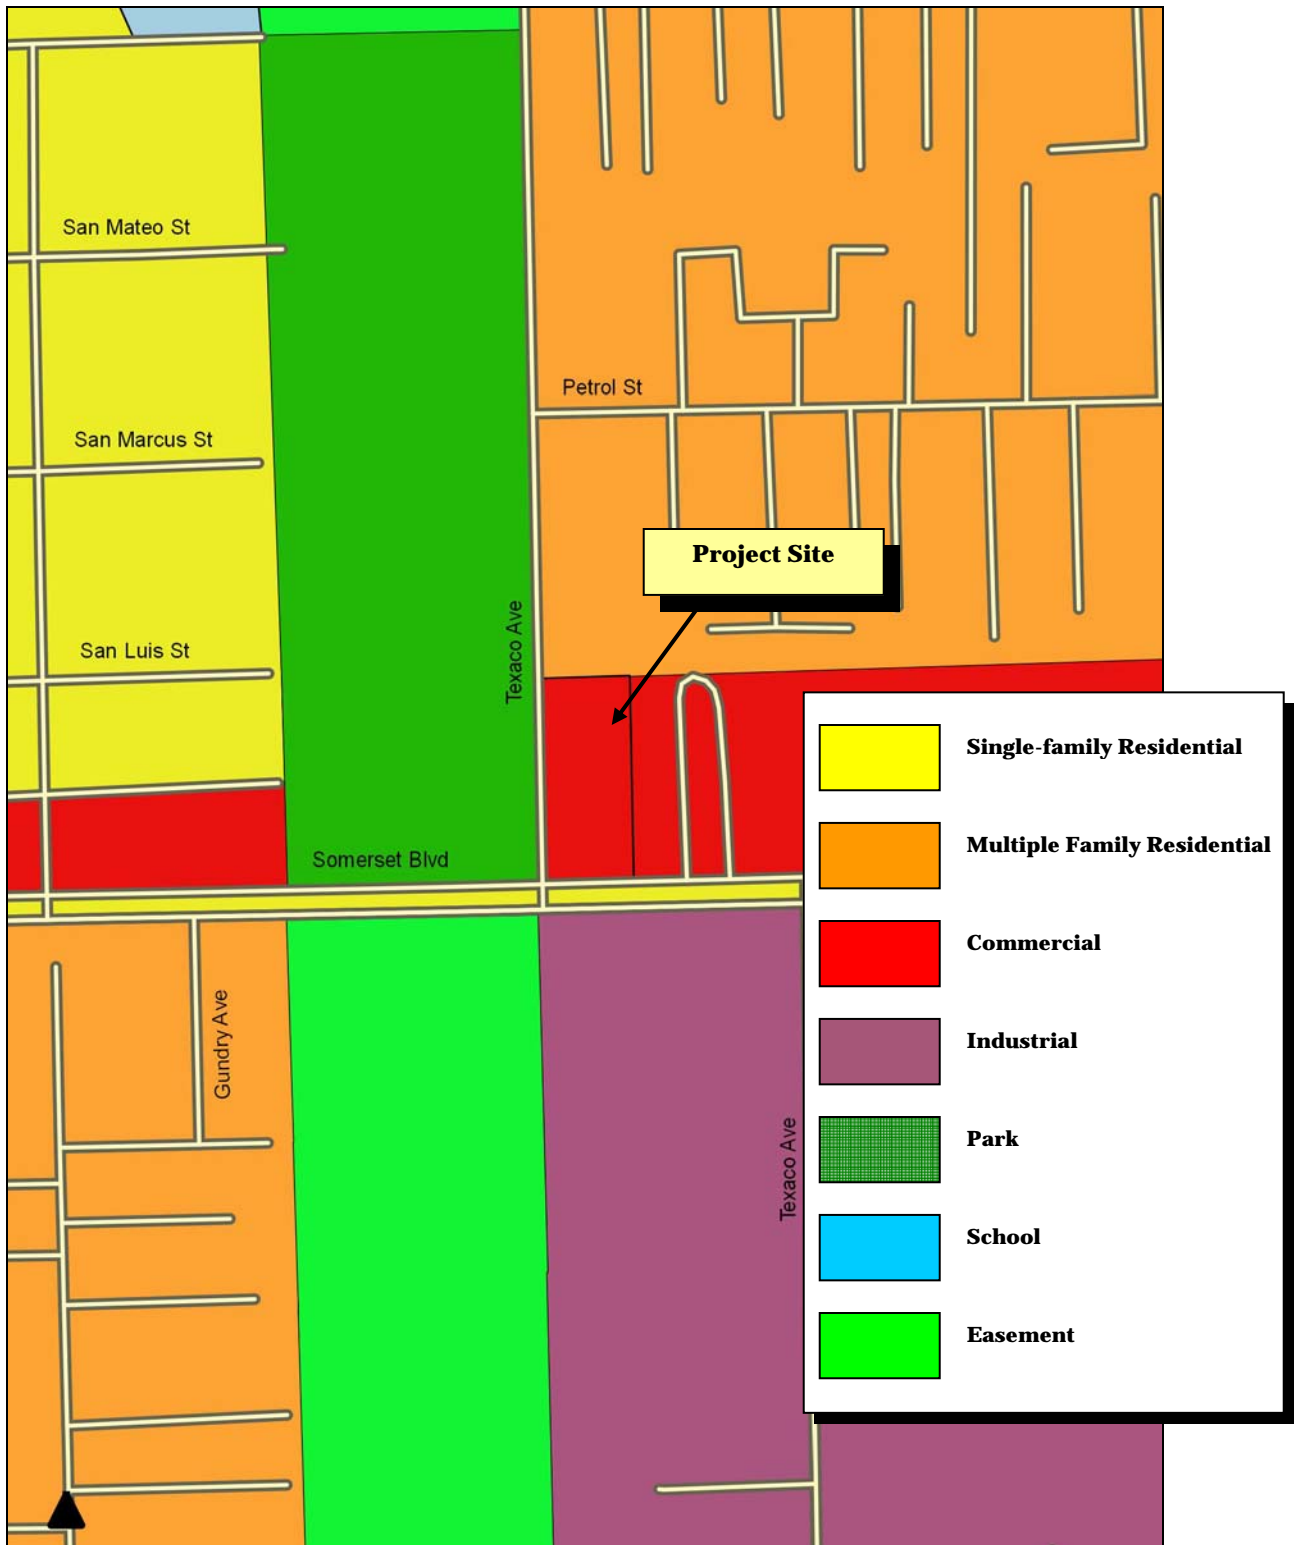 San Mateo St
Petrol St
San Marcus St
Project Site
Texaco Ave
San Luis St
Somerset Blvd
Gundry Ave
Texaco Ave
Single-family Residential
Multiple Family Residential
Commercial
Industrial
Park
School
Easement